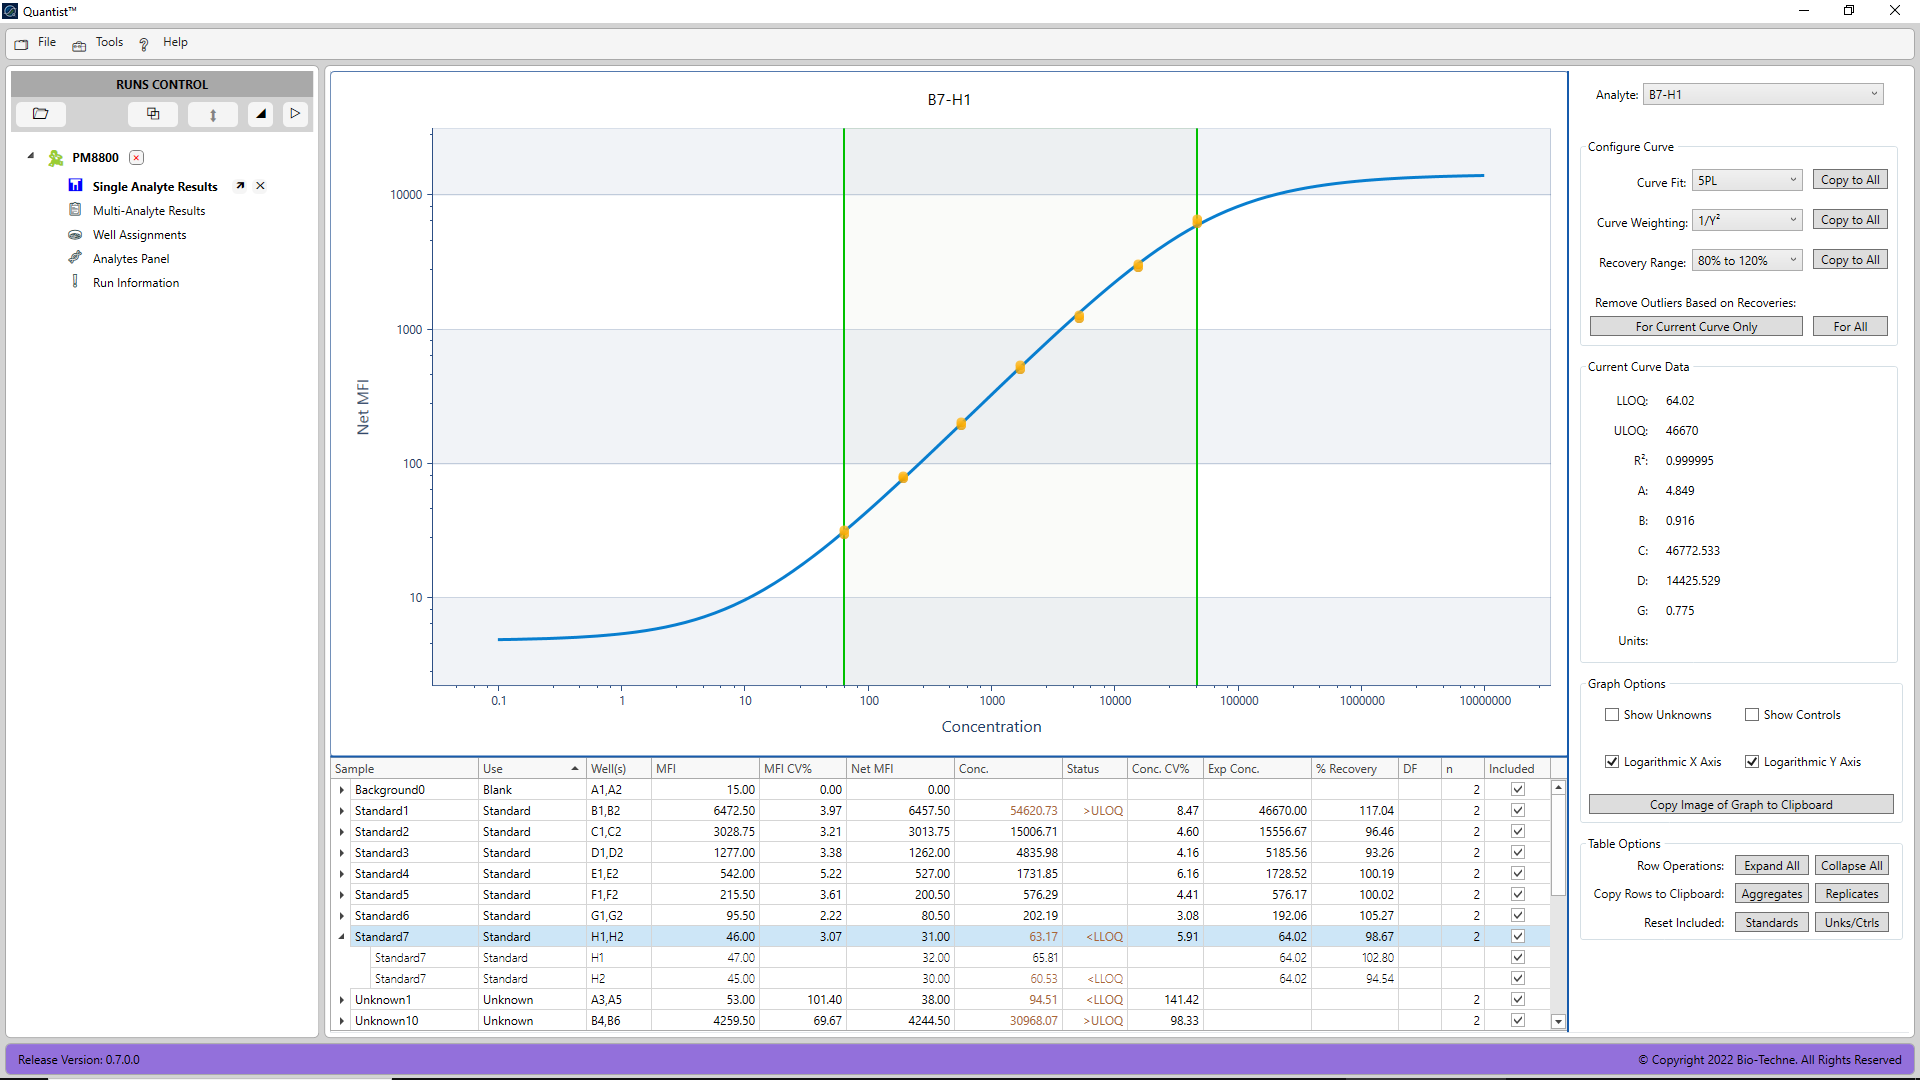 Quantist™
File Tools ? Help
RUNS CONTROL
PM8800
Single Analyte Results
Multi-Analyte Results
Well Assignments
Analytes Panel
Run Information
B7-H1
Net MFI
10000
1000
100
10
0.1 1 10 100 1000 10000 100000 1000000 10000000
Concentration
Sample Use Well(s) MFI MFI CV% Net MFI Conc. Status Conc. CV% Exp Conc. % Recovery DF n Included
Background0 Blank A1,A2 15.00 0.00 0.00 2
Standard1 Standard B1,B2 6472.50 3.97 6457.50 54620.73 >ULOQ 8.47 46670.00 117.04 2
Standard2 Standard C1,C2 3028.75 3.21 3013.75 15006.71 4.60 15556.67 96.46 2
Standard3 Standard D1,D2 1277.00 3.38 1262.00 4835.98 4.16 5185.56 93.26 2
Standard4 Standard E1,E2 542.00 5.22 527.00 1731.85 6.16 1728.52 100.19 2
Standard5 Standard F1,F2 215.50 3.61 200.50 576.29 4.41 576.17 100.02 2
Standard6 Standard G1,G2 95.50 2.22 80.50 202.19 3.08 192.06 105.27 2
Standard7 Standard H1,H2 46.00 3.07 31.00 63.17 <LLOQ 5.91 64.02 98.67 2
Standard7 Standard H1 47.00 32.00 65.81 64.02 102.80
Standard7 Standard H2 45.00 30.00 60.53 <LLOQ 64.02 94.54
Unknown1 Unknown A3,A5 53.00 101.40 38.00 94.51 <LLOQ 141.42 2
Unknown10 Unknown B4,B6 4259.50 69.67 4244.50 30968.07 >ULOQ 98.33 2
Analyte: B7-H1
Configure Curve
Curve Fit: 5PL Copy to All
Curve Weighting: 1/Y² Copy to All
Recovery Range: 80% to 120% Copy to All
Remove Outliers Based on Recoveries:
For Current Curve Only For All
Current Curve Data
LLOQ: 64.02
ULOQ: 46670
R²: 0.999995
A: 4.849
B: 0.916
C: 46772.533
D: 14425.529
G: 0.775
Units:
Graph Options
Show Unknowns Show Controls
Logarithmic X Axis Logarithmic Y Axis
Copy Image of Graph to Clipboard
Table Options
Row Operations: Expand All Collapse All
Copy Rows to Clipboard: Aggregates Replicates
Reset Included: Standards Unks/Ctrls
Release Version: 0.7.0.0
© Copyright 2022 Bio-Techne. All Rights Reserved